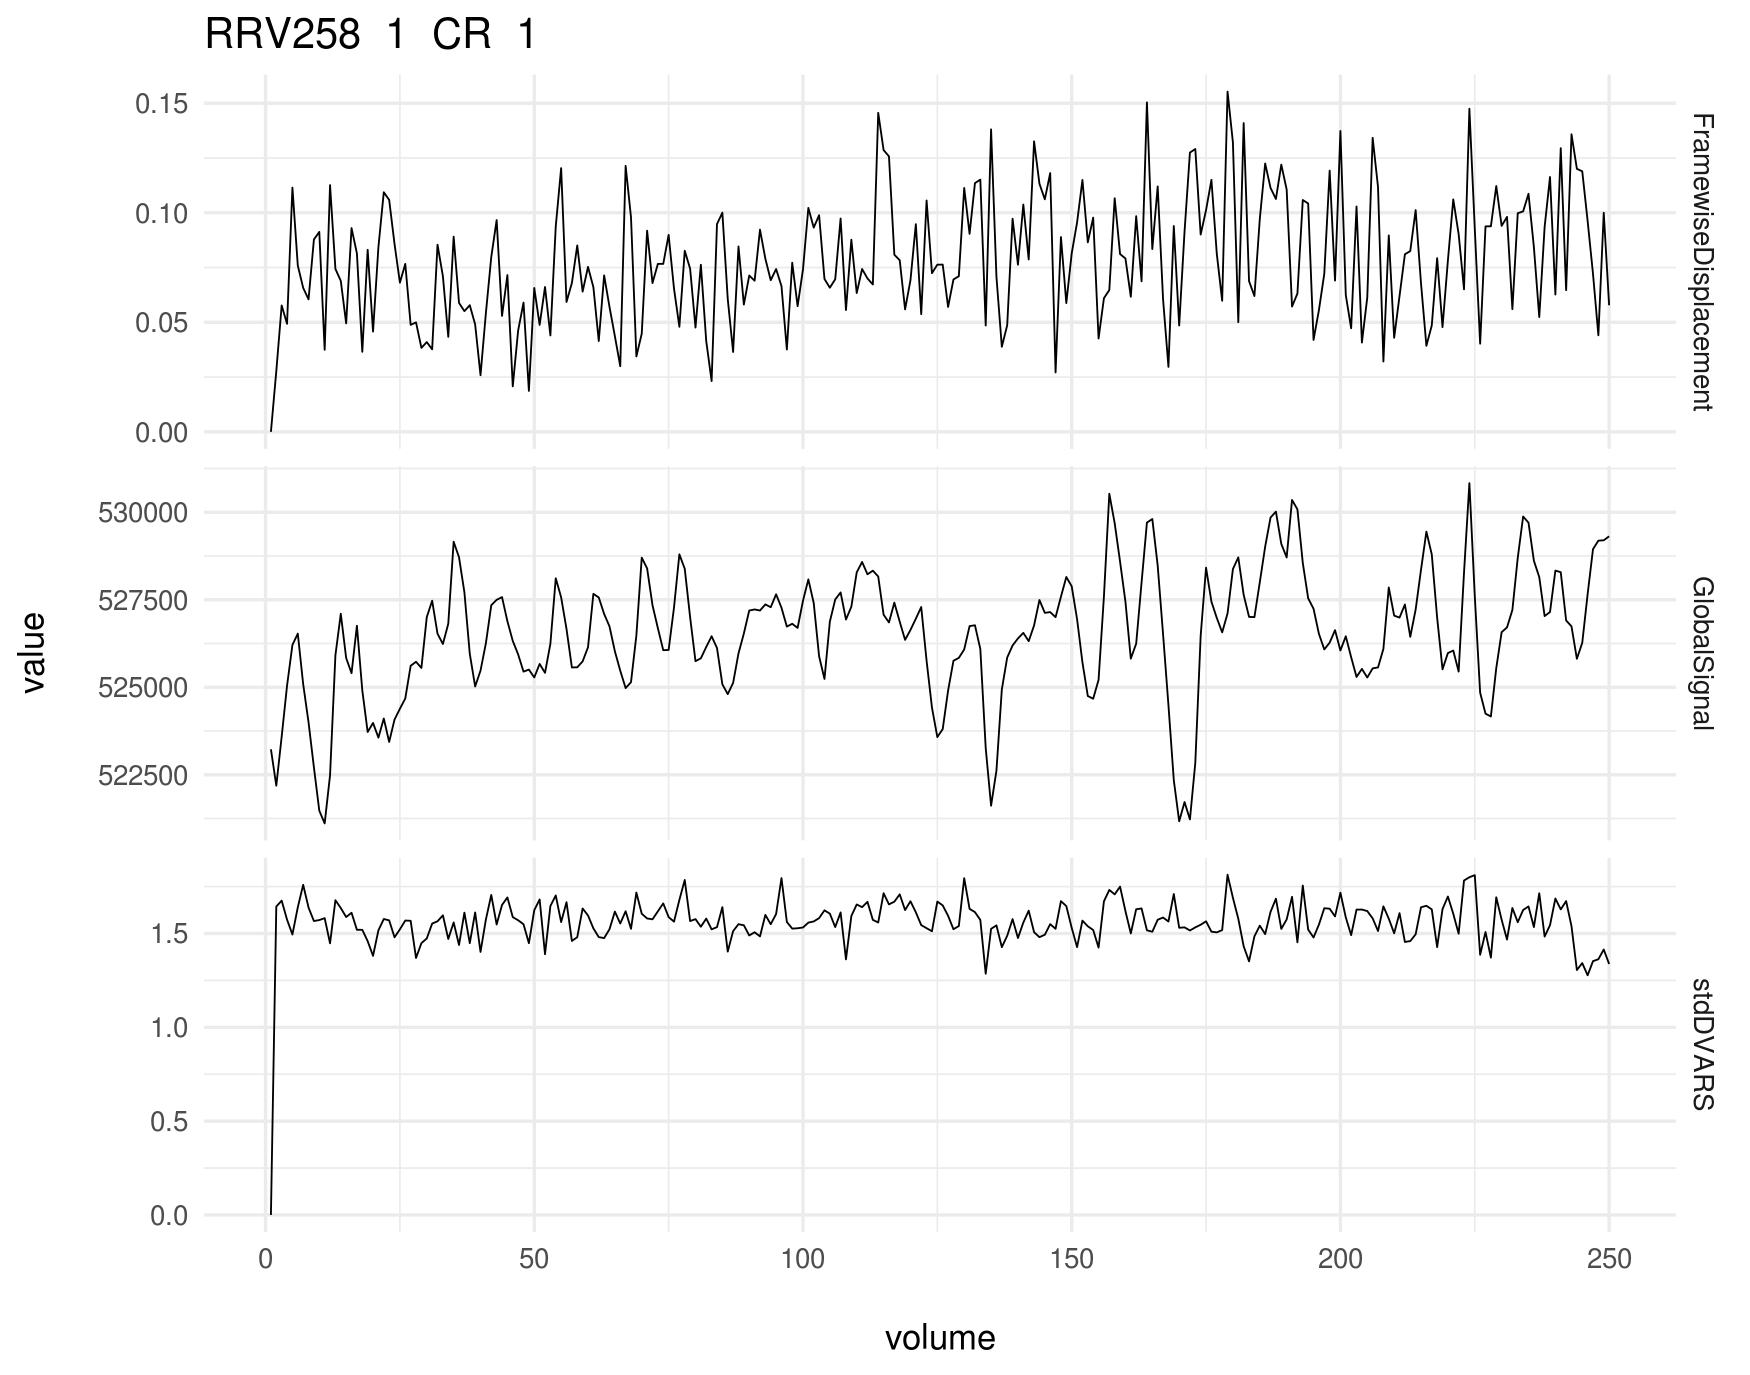 RRV258 1 CR 1
0.15
0.10
0.05
0.00
FramewiseDisplacement
530000
527500
525000
522500
GlobalSignal
value
1.5
1.0
0.5
0.0
stdDVARS
0 50 100 150 200 250
volume